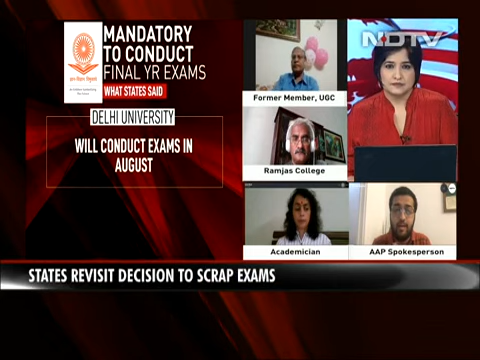 MANDATORY
TO CONDUCT
FINAL YR EXAMS
WHAT STATES SAID
DELHI UNIVERSITY
WILL CONDUCT EXAMS IN
AUGUST
NDTV
Former Member, UGC
Ramjas College
Academician
AAP Spokesperson
STATES REVISIT DECISION TO SCRAP EXAMS